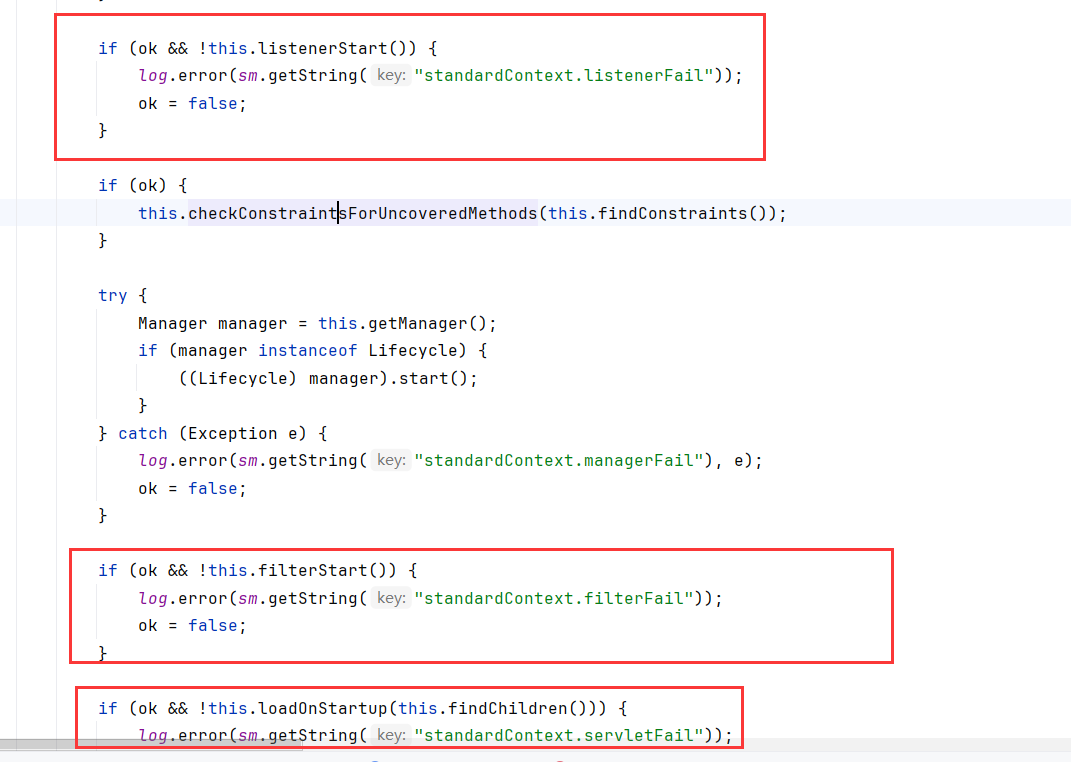 if (ok && !this.listenerStart()) {
log.error(sm.getString( key: "standardContext.listenerFail"));
ok = false;
}
if (ok) {
this.checkConstraintsForUncoveredMethods(this.findConstraints());
}
try {
Manager manager = this.getManager();
if (manager instanceof Lifecycle) {
((Lifecycle) manager).start();
}
} catch (Exception e) {
log.error(sm.getString( key: "standardContext.managerFail"), e);
ok = false;
}
if (ok && !this.filterStart()) {
log.error(sm.getString( key: "standardContext.filterFail"));
ok = false;
}
if (ok && !this.loadOnStartup(this.findChildren())) {
log.error(sm.getString( key: "standardContext.servletFail"));